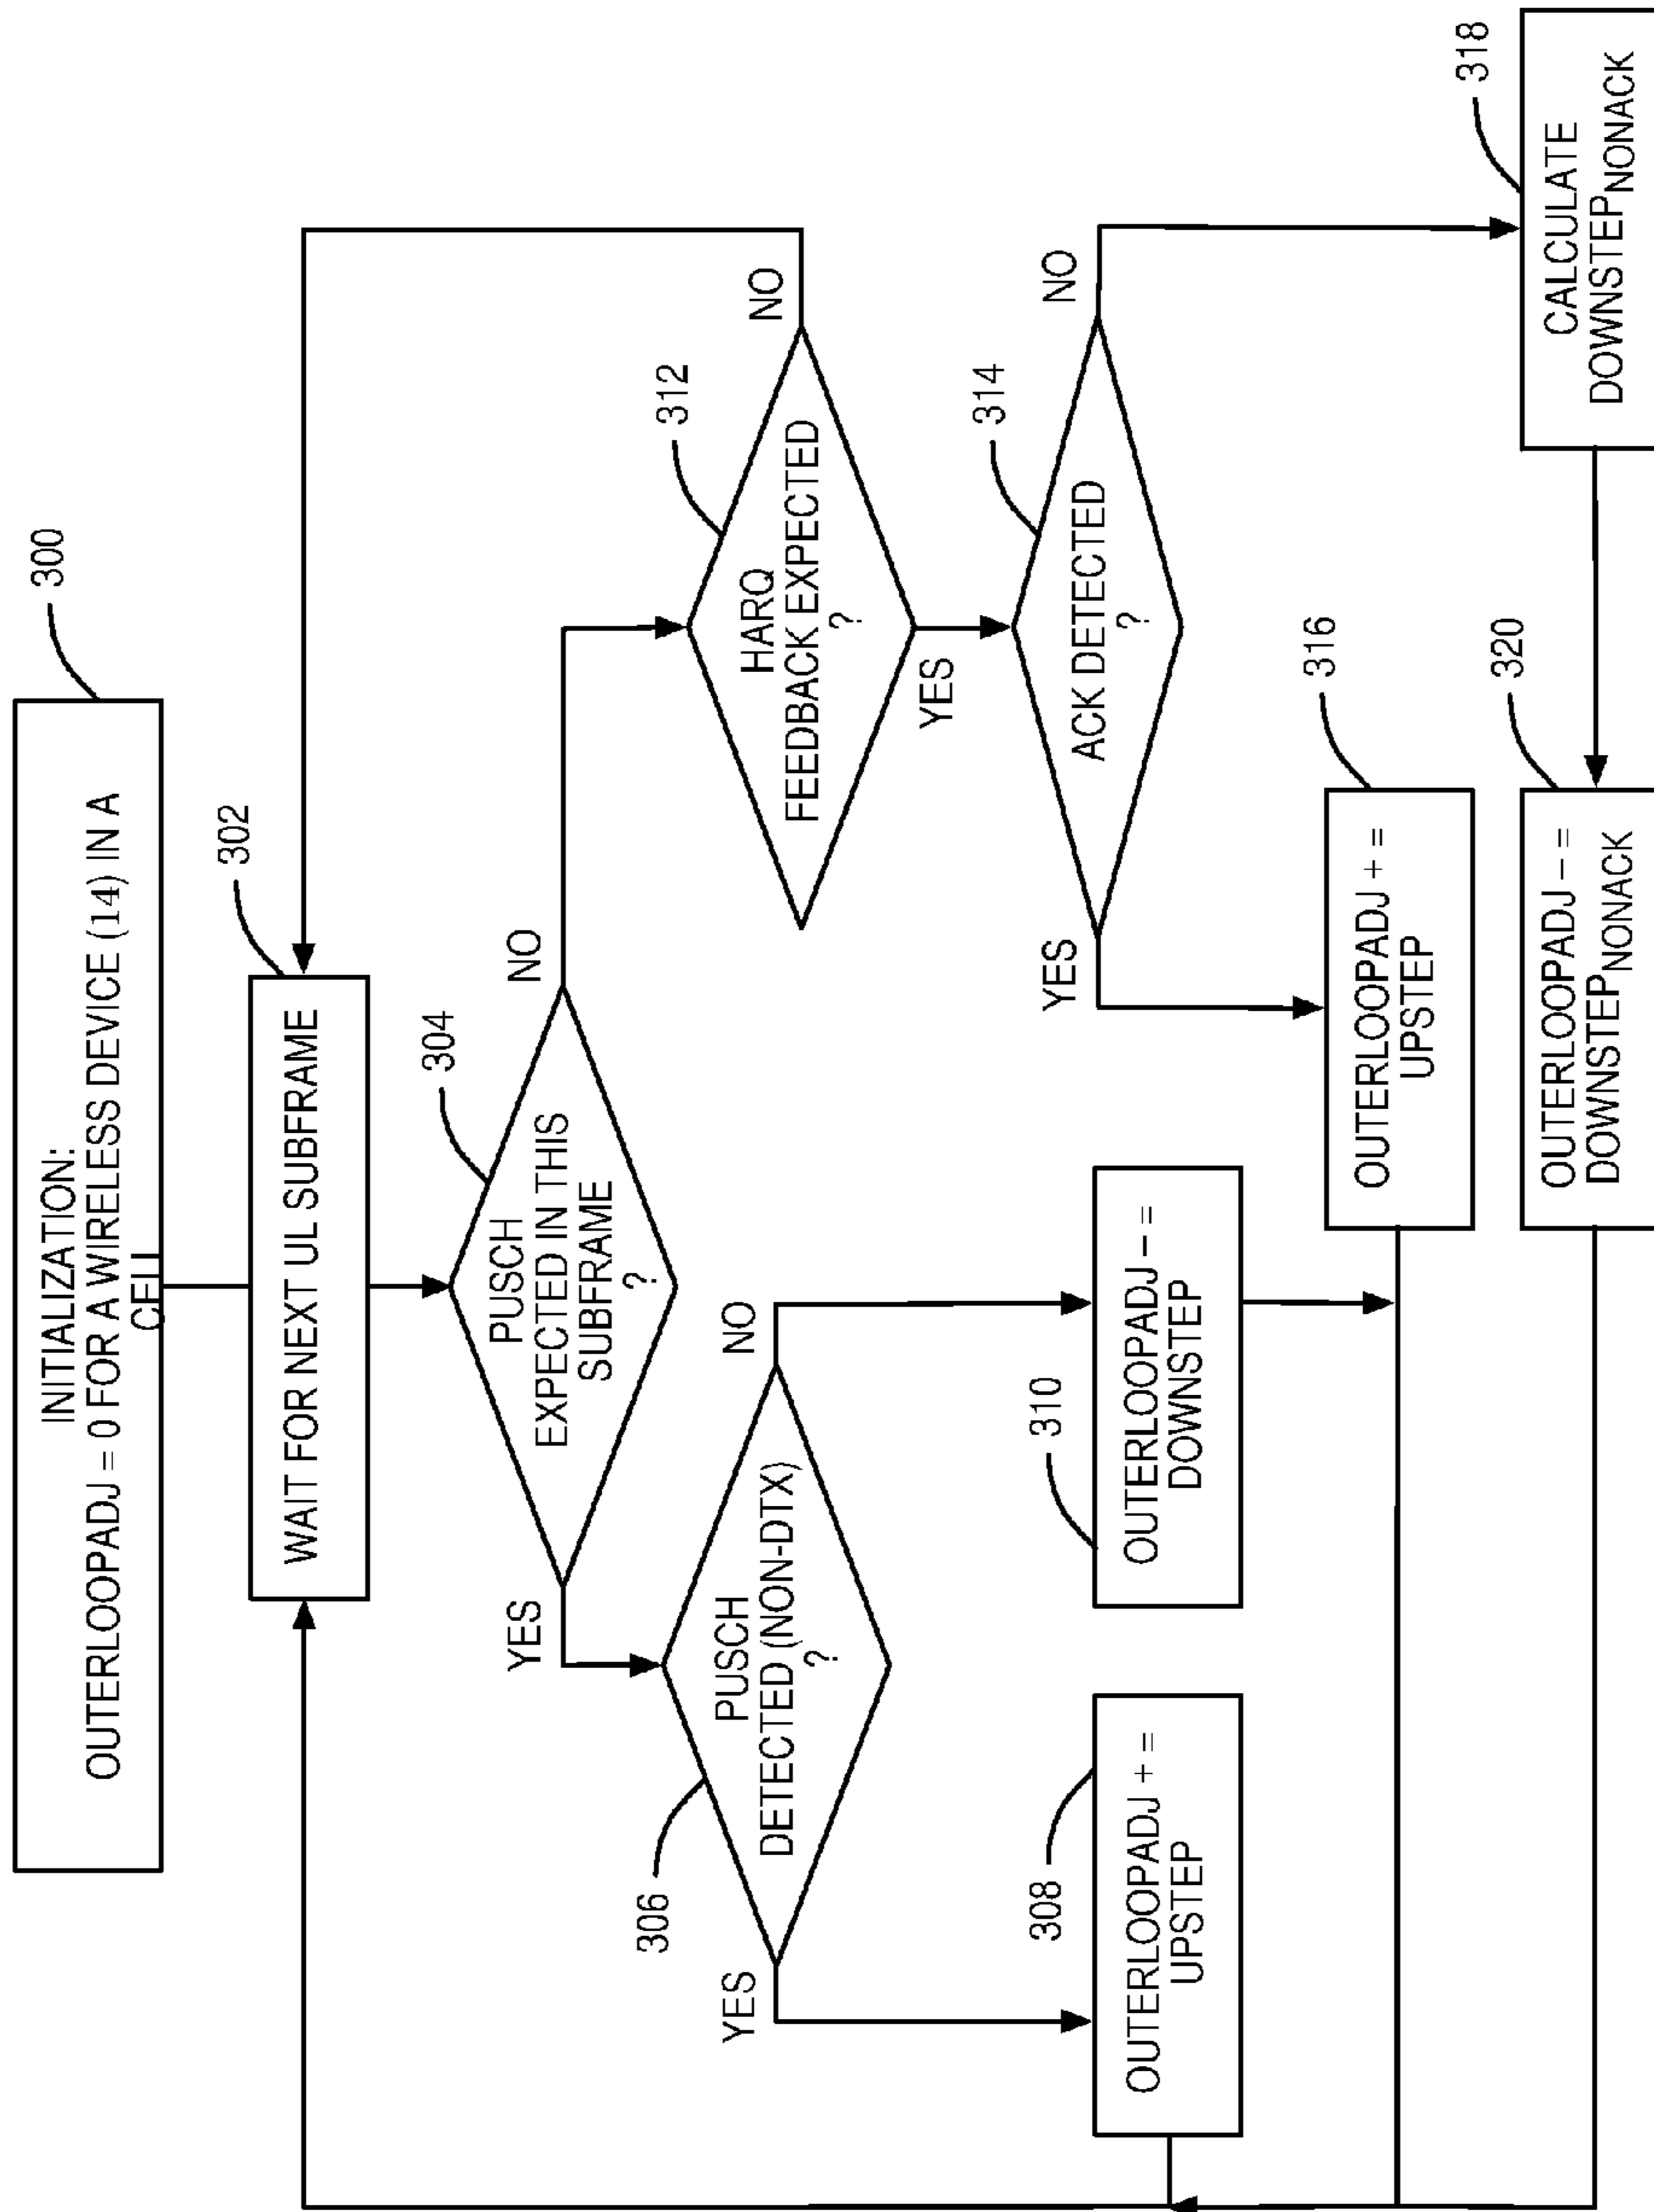 300
INITIALIZATION:
OUTERLOOPADJ = 0 FOR A WIRELESS DEVICE (14) IN A
CELL
302
WAIT FOR NEXT UL SUBFRAME
304
PUSCH
EXPECTED IN THIS
SUBFRAME
?
YES
NO
306
PUSCH
DETECTED (NON-DTX)
?
YES
NO
312
HARQ
FEEDBACK EXPECTED
?
NO
YES
314
ACK DETECTED
?
YES
NO
308
OUTERLOOPADJ + =
UPSTEP
310
OUTERLOOPADJ − =
DOWNSTEP
316
OUTERLOOPADJ + =
UPSTEP
318
CALCULATE
DOWNSTEPNONACK
320
OUTERLOOPADJ − =
DOWNSTEPNONACK